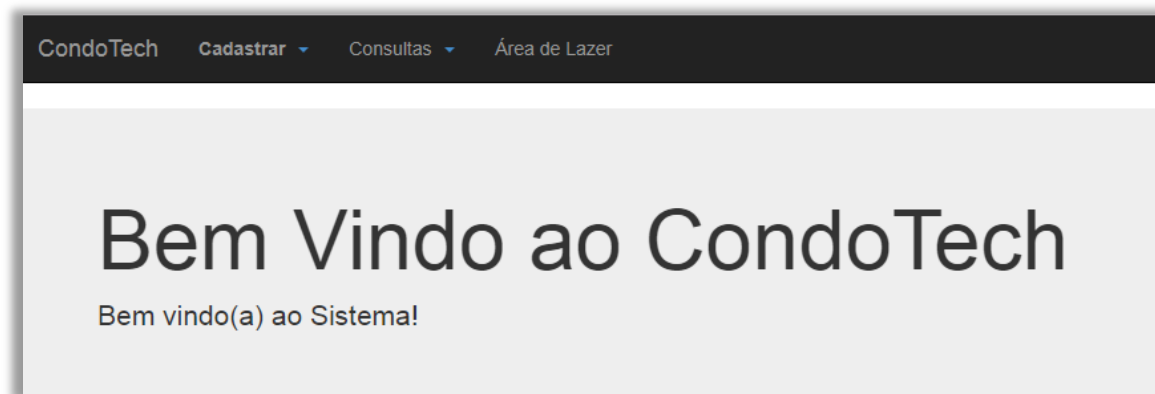 CondoTech Cadastrar Consultas Área de Lazer
Bem Vindo ao CondoTech
Bem vindo(a) ao Sistema!